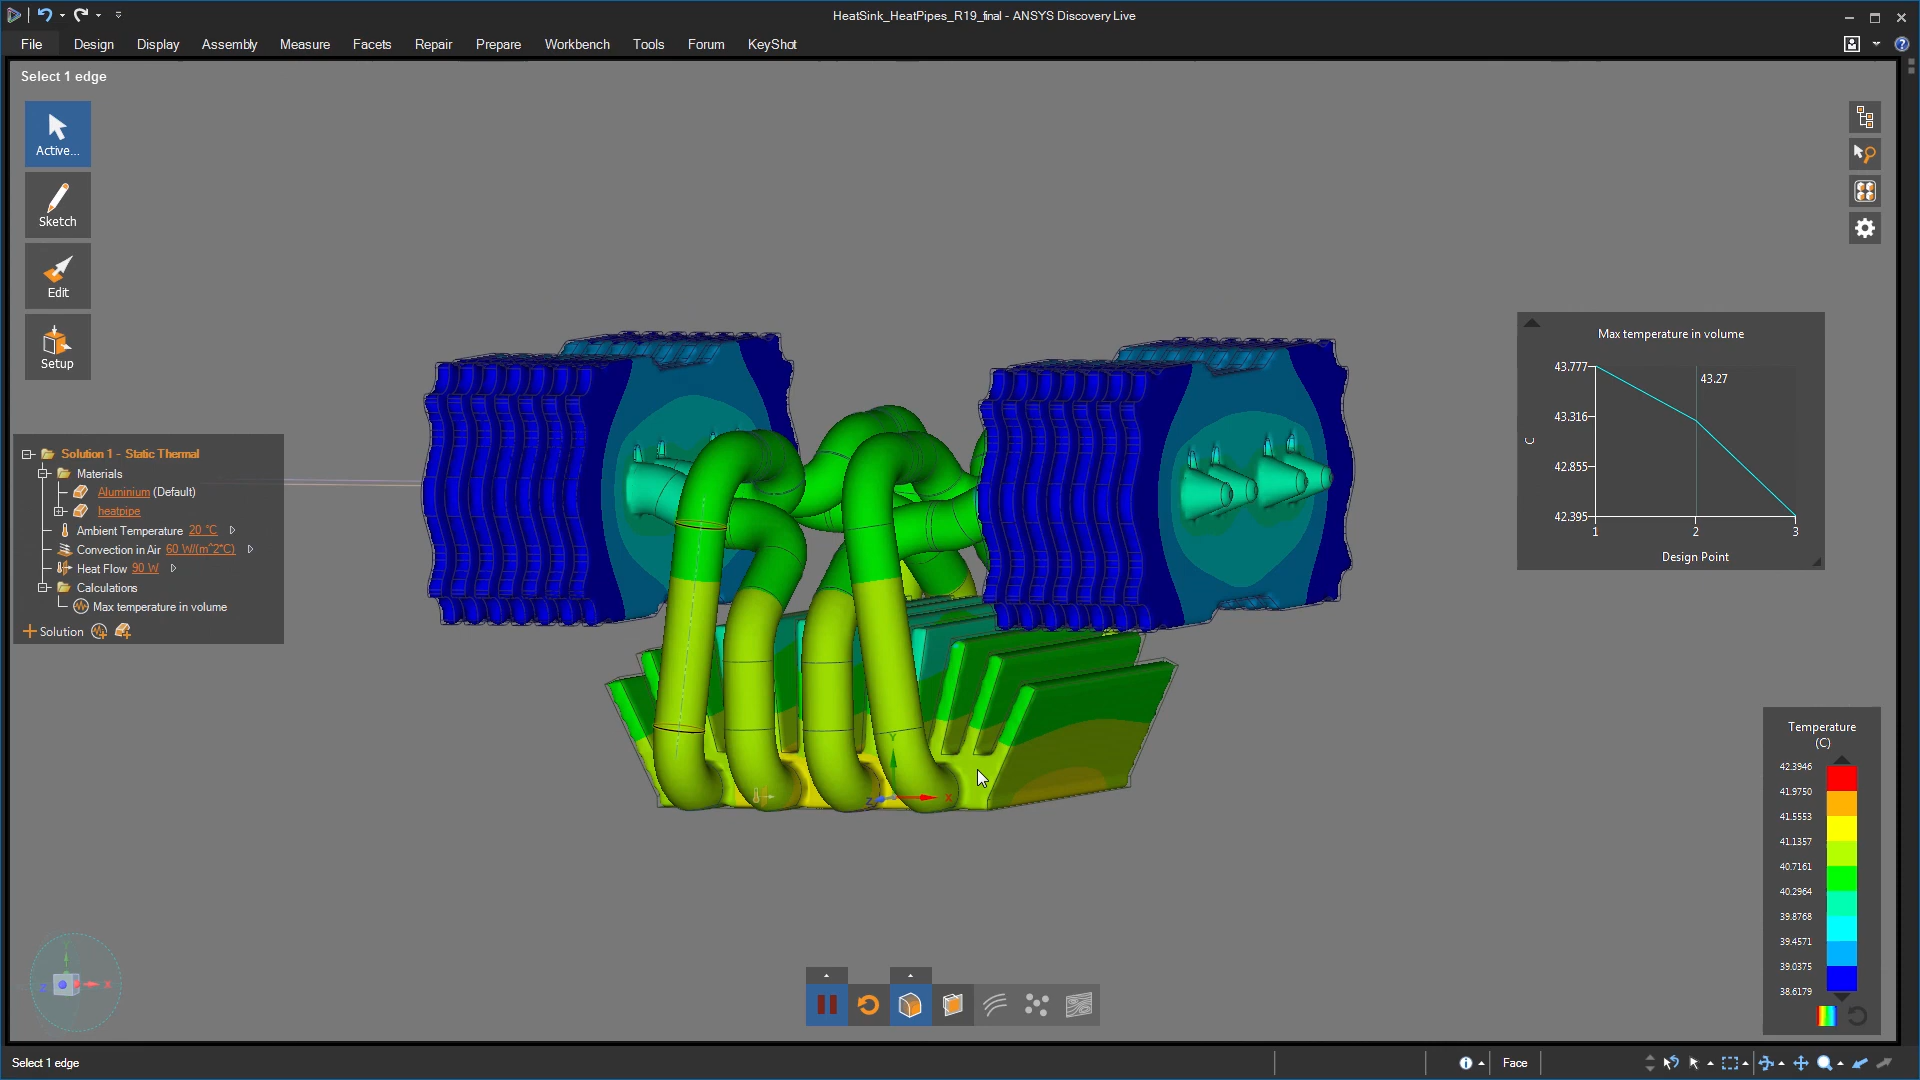 HeatSink_HeatPipes_R19_final - ANSYS Discovery Live
File Design Display Assembly Measure Facets Repair Prepare Workbench Tools Forum KeyShot
Select 1 edge
Active...
Sketch
Edit
Setup
Solution 1 - Static Thermal
Materials
Aluminium (Default)
heatpipe
Ambient Temperature 20 °C
Convection in Air 60 W/(m^2°C)
Heat Flow 90 W
Calculations
Max temperature in volume
Solution
Max temperature in volume
43.777
43.27
43.316
C
42.855
42.395
1 2 3
Design Point
Y
Z X
Temperature
(C)
42.3946
41.9750
41.5553
41.1357
40.7161
40.2964
39.8768
39.4571
39.0375
38.6179
Y
Z X
Select 1 edge
Face